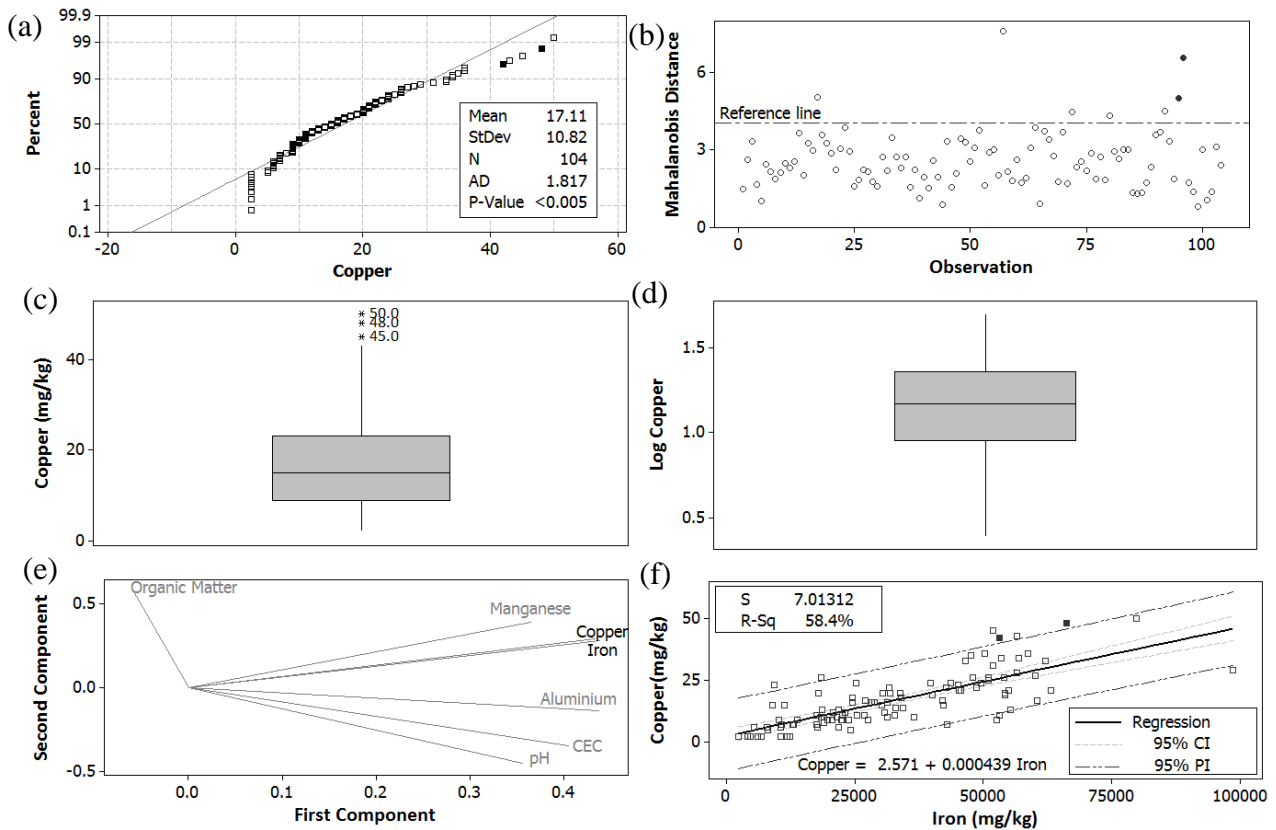 (a)
99.9
99
90
50
10
1
0.1
Percent
Mean 17.11
StDev 10.82
N 104
AD 1.817
P-Value <0.005
-20 0 20 40 60
Copper
(b)
6
3
0
Mahalanobis Distance
Reference line
0 25 50 75 100
Observation
(c)
40
20
0
Copper (mg/kg)
50.0
48.0
45.0
(d)
1.5
1.0
0.5
Log Copper
(e)
0.5
0.0
-0.5
Second Component
Organic Matter
Manganese
Copper
Iron
Aluminium
CEC
pH
0.0 0.1 0.2 0.3 0.4
First Component
(f)
S 7.01312
R-Sq 58.4%
50
25
0
Copper(mg/kg)
Regression
95% CI
95% PI
Copper = 2.571 + 0.000439 Iron
0 25000 50000 75000 100000
Iron (mg/kg)